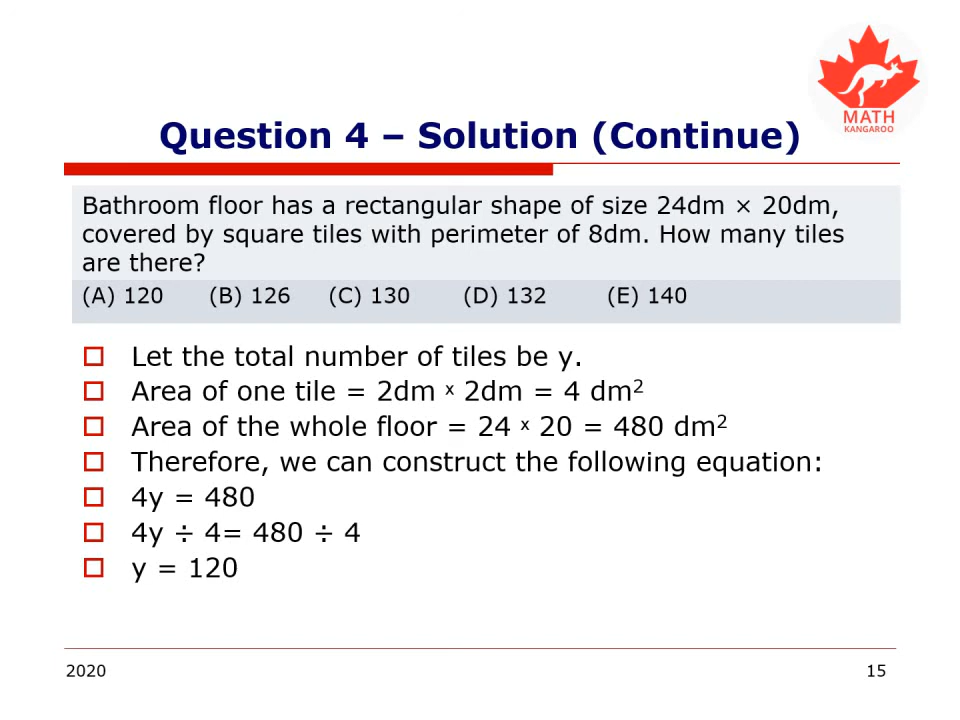 MATH
KANGAROO
Question 4 – Solution (Continue)
Bathroom floor has a rectangular shape of size 24dm × 20dm,
covered by square tiles with perimeter of 8dm. How many tiles
are there?
(A) 120 (B) 126 (C) 130 (D) 132 (E) 140
Let the total number of tiles be y.
Area of one tile = 2dm x 2dm = 4 dm²
Area of the whole floor = 24 x 20 = 480 dm²
Therefore, we can construct the following equation:
4y = 480
4y ÷ 4= 480 ÷ 4
y = 120
2020 15